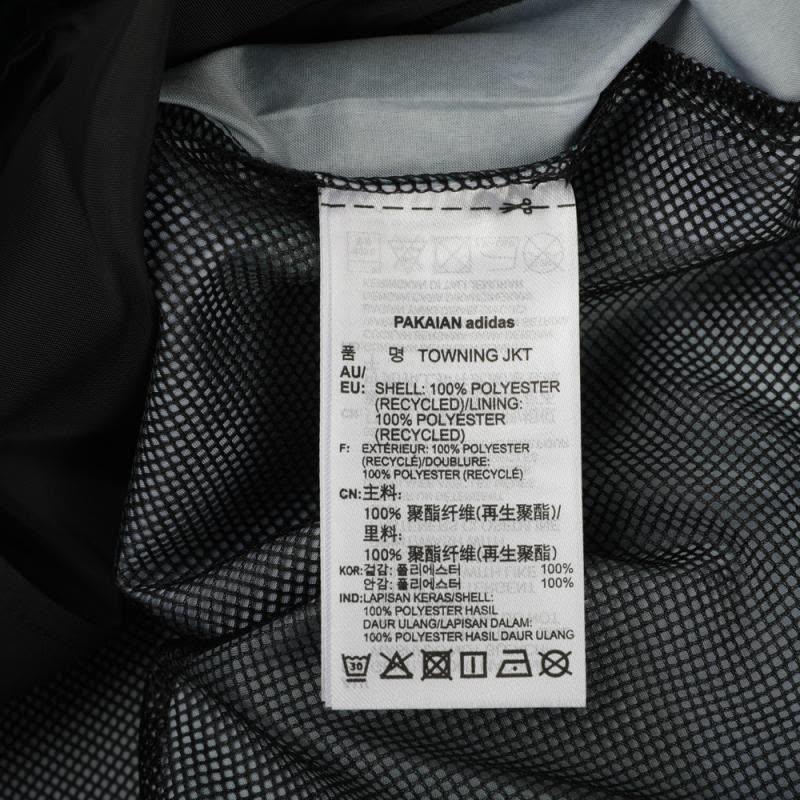 PAKAIAN adidas
품 명 TOWNING JKT
AU/
EU: SHELL: 100% POLYESTER
(RECYCLED)/LINING:
100% POLYESTER
(RECYCLED)
F: EXTÉRIEUR: 100% POLYESTER
(RECYCLÉ)/DOUBLURE:
100% POLYESTER (RECYCLÉ)
CN: 主料:
100% 聚酯纤维(再生聚酯)/
里料:
100% 聚酯纤维(再生聚酯)
KOR: 겉감: 폴리에스터 100%
안감: 폴리에스터 100%
IND: LAPISAN KERAS/SHELL:
100% POLYESTER HASIL
DAUR ULANG/LAPISAN DALAM:
100% POLYESTER HASIL DAUR ULANG
30